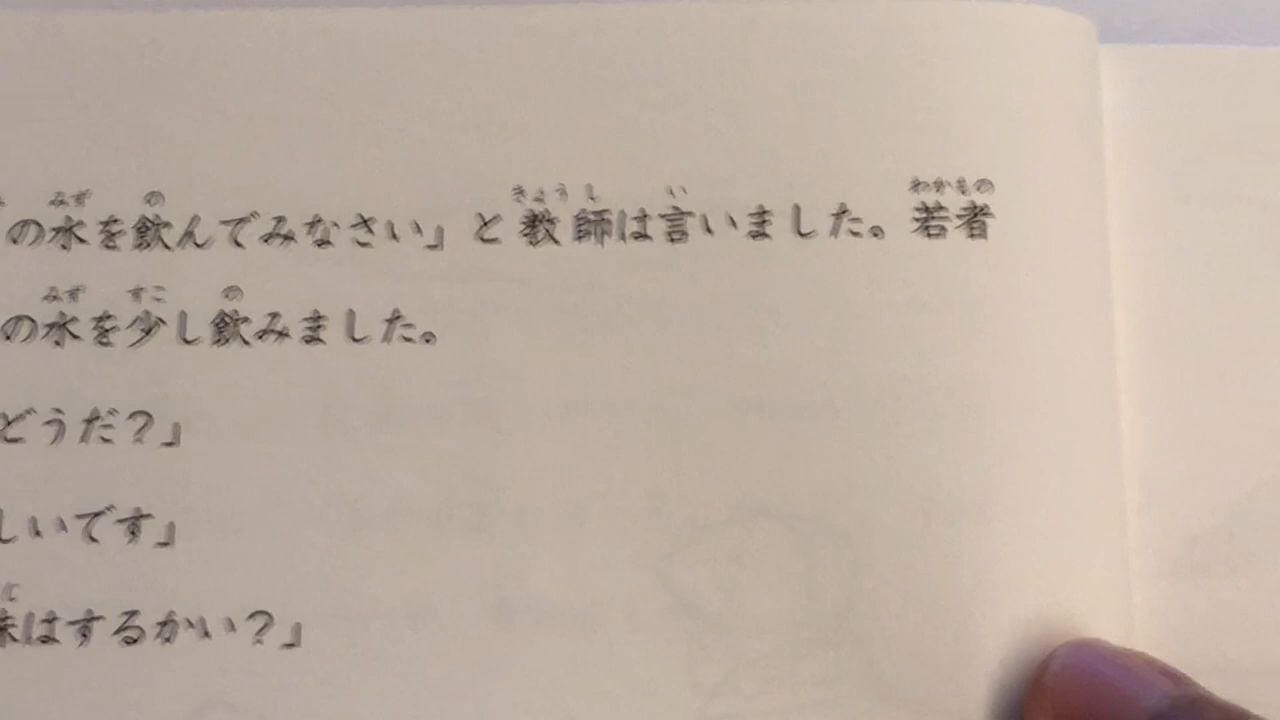 の水を飲んでみなさい」と教師は言いました。若者
の水を少し飲みました。
どうだ？」
しいです」
味はするかい？」